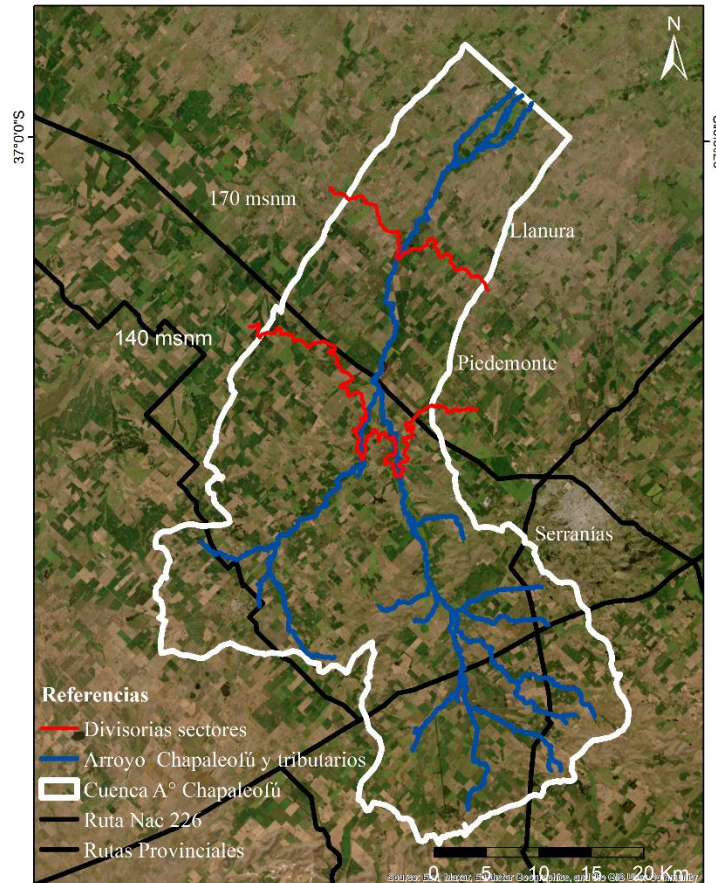 N
37°0'0"S
170 msnm
Llanura
140 msnm
Piedemonte
Serranías
Referencias
Divisorias sectores
Arroyo Chapaleofú y tributarios
Cuenca A° Chapaleofú
Ruta Nac 226
Rutas Provinciales
0 5 10 15 20 Km